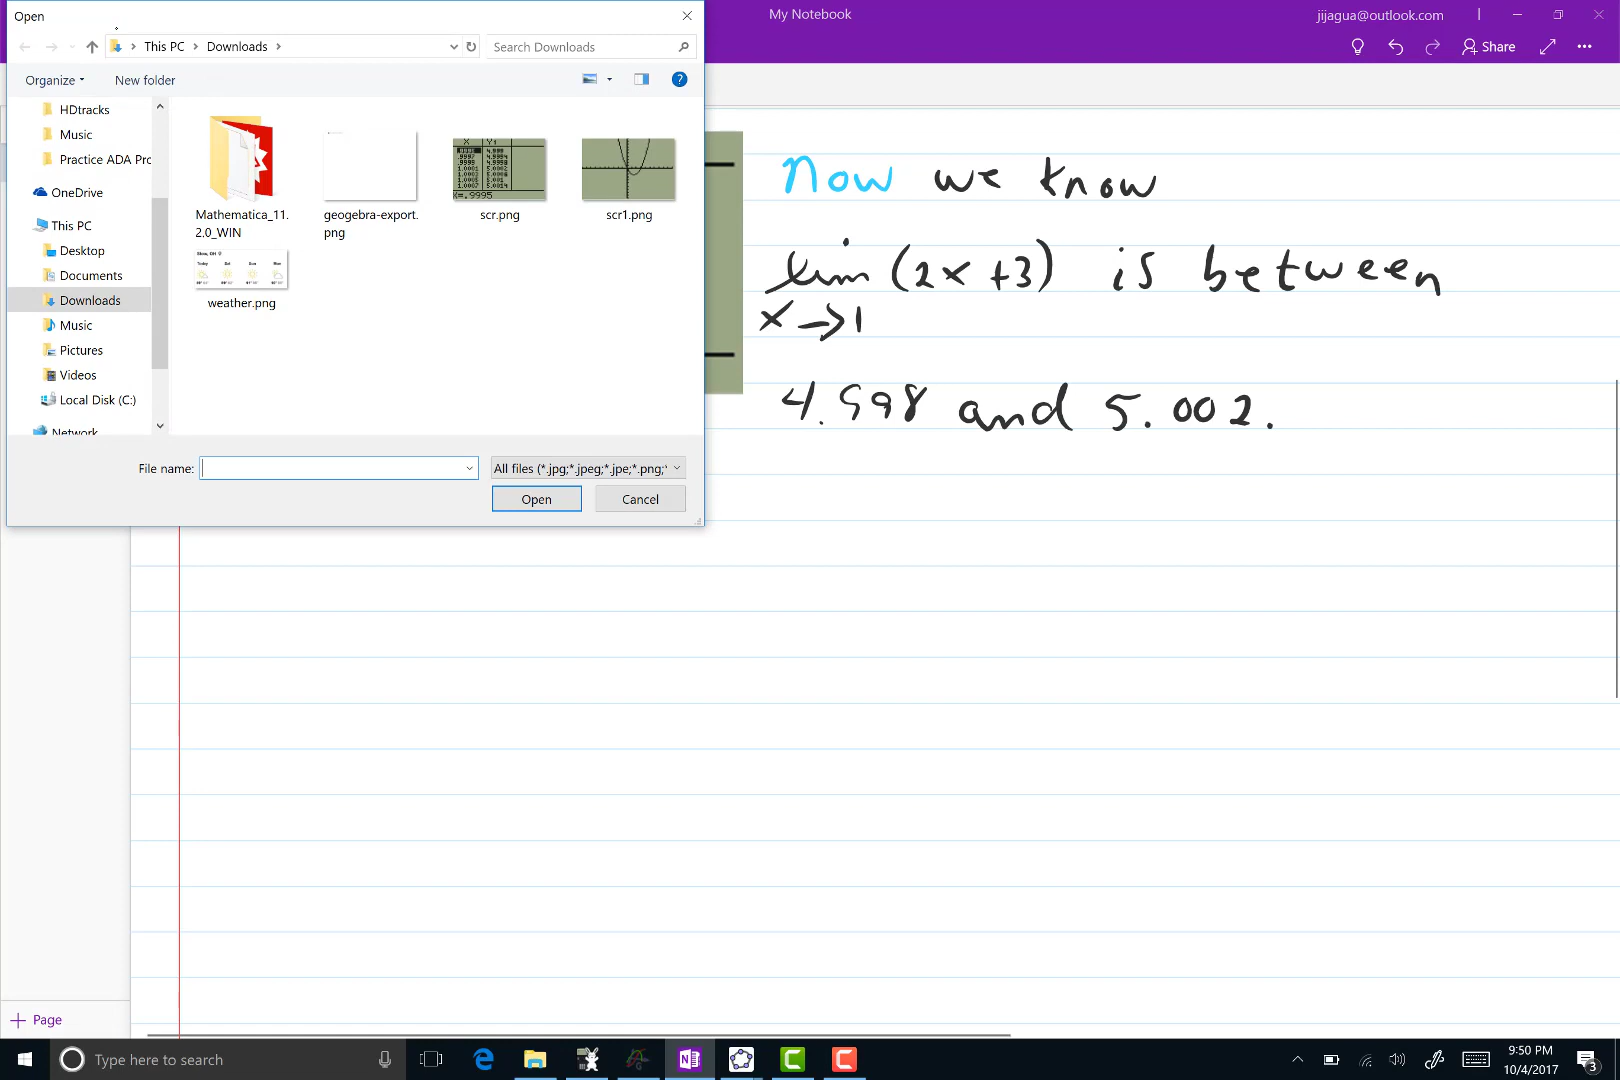 Open
My Notebook
jijagua@outlook.com
This PC
Downloads
Search Downloads
Share
Organize
New folder
HDtracks
Music
Practice ADA Pro
OneDrive
This PC
Desktop
Documents
Downloads
Music
Pictures
Videos
Local Disk (C:)
Network
Mathematica_11.
2.0_WIN
geogebra-export.
png
X Y1
X=.9995
scr.png
scr1.png
weather.png
File name:
All files (*.jpg;*.jpeg;*.jpe;*.png;*
Open
Cancel
Now we know
lim (2x +3) is between
x →1
4.998 and 5.002.
Page
Type here to search
9:50 PM
10/4/2017
3